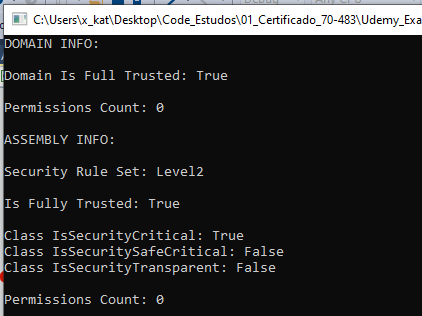 C:\Users\x_kat\Desktop\Code_Estudos\01_Certificado_70-483\Udemy_Exa
DOMAIN INFO:
Domain Is Full Trusted: True
Permissions Count: 0
ASSEMBLY INFO:
Security Rule Set: Level2
Is Fully Trusted: True
Class IsSecurityCritical: True
Class IsSecuritySafeCritical: False
Class IsSecurityTransparent: False
Permissions Count: 0